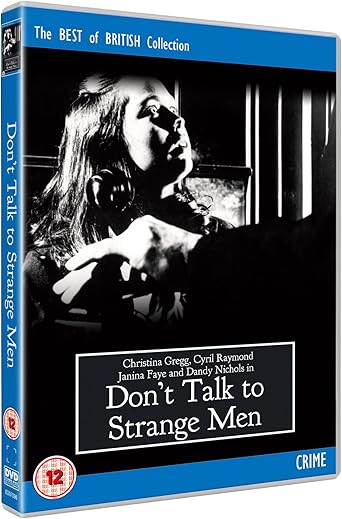 The BEST of BRITISH Collection
Don't Talk to Strange Men
Christina Gregg, Cyril Raymond
Janina Faye and Dandy Nichols in
Don't Talk to
Strange Men
12
DVD
12
CRIME